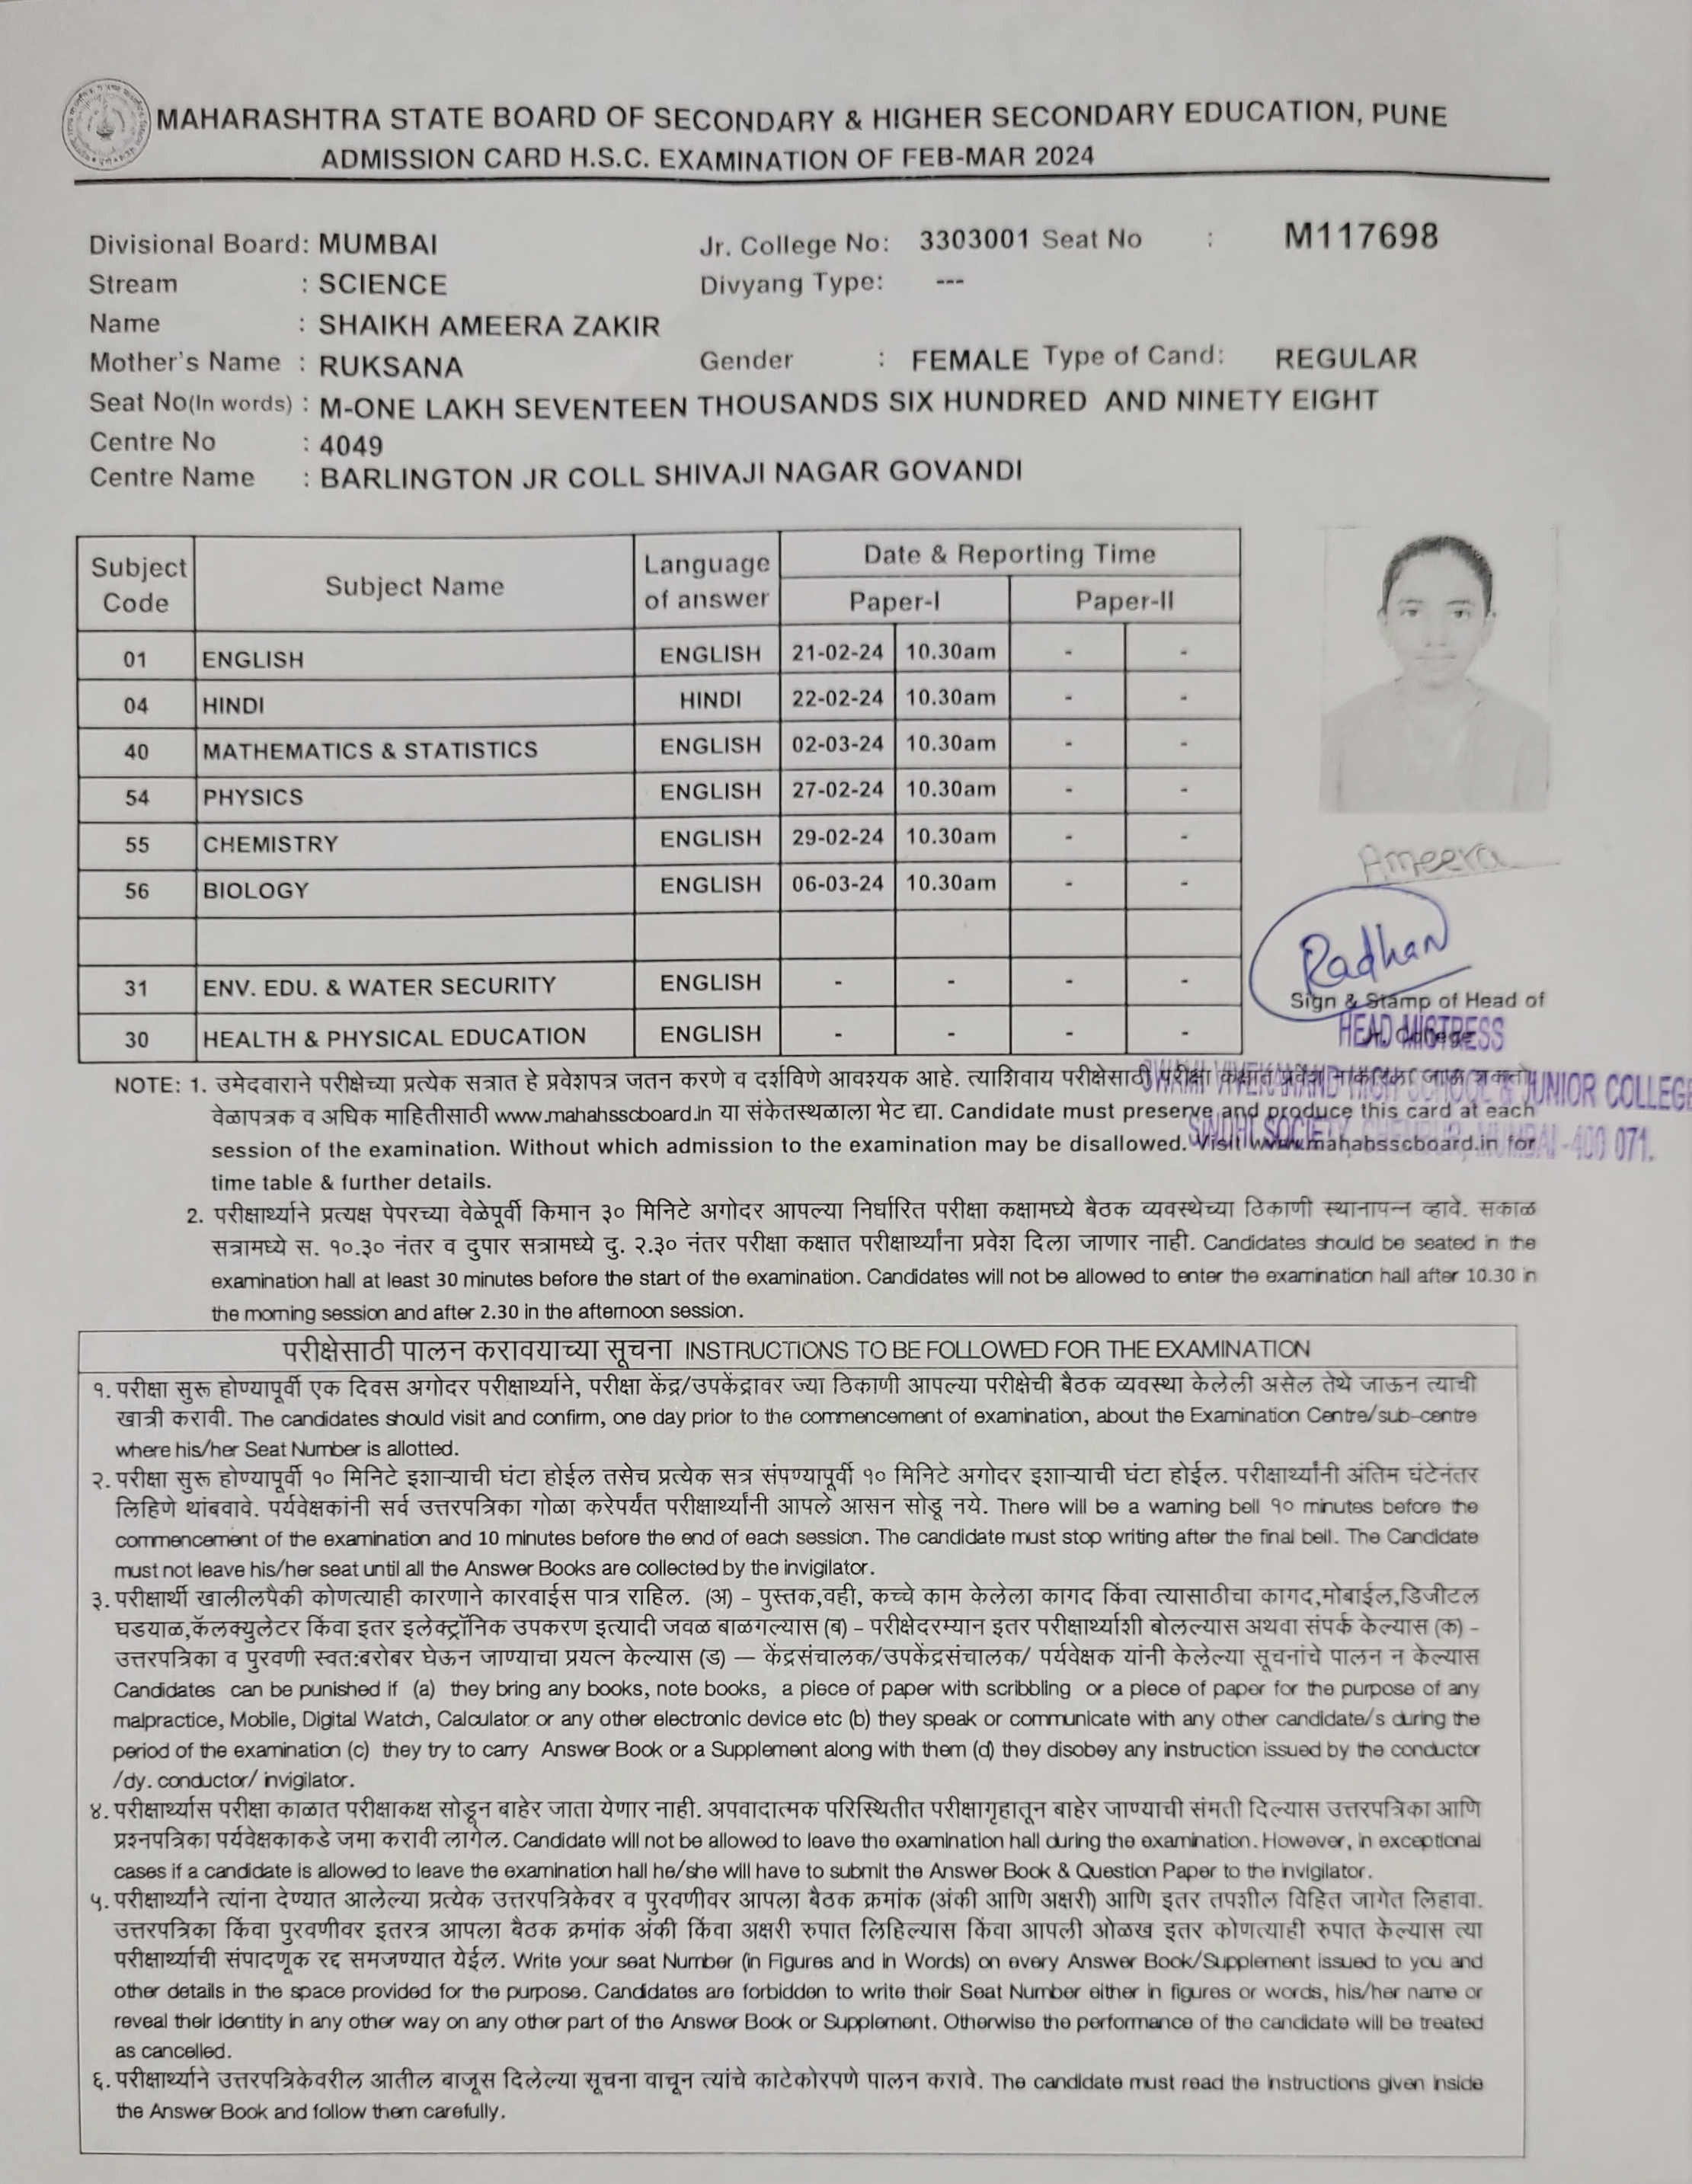 MAHARASHTRA STATE BOARD OF SECONDARY & HIGHER SECONDARY EDUCATION, PUNE
ADMISSION CARD H.S.C. EXAMINATION OF FEB-MAR 2024
Divisional Board: MUMBAI Jr. College No: 3303001 Seat No : M117698
Stream : SCIENCE Divyang Type: ---
Name : SHAIKH AMEERA ZAKIR
Mother's Name : RUKSANA Gender : FEMALE Type of Cand: REGULAR
Seat No(In words) : M-ONE LAKH SEVENTEEN THOUSANDS SIX HUNDRED AND NINETY EIGHT
Centre No : 4049
Centre Name : BARLINGTON JR COLL SHIVAJI NAGAR GOVANDI
Subject Code Subject Name Language of answer Date & Reporting Time
Paper-I Paper-II
01 ENGLISH ENGLISH 21-02-24 10.30am - -
04 HINDI HINDI 22-02-24 10.30am - -
40 MATHEMATICS & STATISTICS ENGLISH 02-03-24 10.30am - -
54 PHYSICS ENGLISH 27-02-24 10.30am - -
55 CHEMISTRY ENGLISH 29-02-24 10.30am - -
56 BIOLOGY ENGLISH 06-03-24 10.30am - -
31 ENV. EDU. & WATER SECURITY ENGLISH - - - -
30 HEALTH & PHYSICAL EDUCATION ENGLISH - - - -
Ameera
Radhan
Sign & Stamp of Head of
College
HEAD MISTRESS
JUNIOR COLLEGE
SINDHI SOCIETY, CHEMBUR, MUMBAI - 400 071.
NOTE: 1. उमेदवाराने परीक्षेच्या प्रत्येक सत्रात हे प्रवेशपत्र जतन करणे व दर्शविणे आवश्यक आहे. त्याशिवाय परीक्षेसाठी परीक्षा कक्षात प्रवेश नाकारला जाऊ शकतो
वेळापत्रक व अधिक माहितीसाठी www.mahahsscboard.in या संकेतस्थळाला भेट द्या. Candidate must preserve and produce this card at each
session of the examination. Without which admission to the examination may be disallowed. Visit www.mahahsscboard.in for
time table & further details.
2. परीक्षार्थ्याने प्रत्यक्ष पेपरच्या वेळेपूर्वी किमान ३० मिनिटे अगोदर आपल्या निर्धारित परीक्षा कक्षामध्ये बैठक व्यवस्थेच्या ठिकाणी स्थानापन्न व्हावे. सकाळ
सत्रामध्ये स. १०.३० नंतर व दुपार सत्रामध्ये दु. २.३० नंतर परीक्षा कक्षात परीक्षार्थ्यांना प्रवेश दिला जाणार नाही. Candidates should be seated in the
examination hall at least 30 minutes before the start of the examination. Candidates will not be allowed to enter the examination hall after 10.30 in
the morning session and after 2.30 in the afternoon session.
परीक्षेसाठी पालन करावयाच्या सूचना INSTRUCTIONS TO BE FOLLOWED FOR THE EXAMINATION
१. परीक्षा सुरू होण्यापूर्वी एक दिवस अगोदर परीक्षार्थ्याने, परीक्षा केंद्र/उपकेंद्रावर ज्या ठिकाणी आपल्या परीक्षेची बैठक व्यवस्था केलेली असेल तेथे जाऊन त्याची
खात्री करावी. The candidates should visit and confirm, one day prior to the commencement of examination, about the Examination Centre/sub-centre
where his/her Seat Number is allotted.
२. परीक्षा सुरू होण्यापूर्वी १० मिनिटे इशाऱ्याची घंटा होईल तसेच प्रत्येक सत्र संपण्यापूर्वी १० मिनिटे अगोदर इशाऱ्याची घंटा होईल. परीक्षार्थ्यांनी अंतिम घंटेनंतर
लिहिणे थांबवावे. पर्यवेक्षकांनी सर्व उत्तरपत्रिका गोळा करेपर्यंत परीक्षार्थ्यांनी आपले आसन सोडू नये. There will be a warning bell १० minutes before the
commencement of the examination and 10 minutes before the end of each session. The candidate must stop writing after the final bell. The Candidate
must not leave his/her seat until all the Answer Books are collected by the invigilator.
३. परीक्षार्थी खालीलपैकी कोणत्याही कारणाने कारवाईस पात्र राहिल. (अ) – पुस्तक,वही, कच्चे काम केलेला कागद किंवा त्यासाठीचा कागद,मोबाईल,डिजीटल
घडयाळ,कॅलक्युलेटर किंवा इतर इलेक्ट्रॉनिक उपकरण इत्यादी जवळ बाळगल्यास (ब) – परीक्षेदरम्यान इतर परीक्षार्थ्याशी बोलल्यास अथवा संपर्क केल्यास (क) –
उत्तरपत्रिका व पुरवणी स्वत:बरोबर घेऊन जाण्याचा प्रयत्न केल्यास (ड) — केंद्रसंचालक/उपकेंद्रसंचालक/ पर्यवेक्षक यांनी केलेल्या सूचनांचे पालन न केल्यास
Candidates can be punished if (a) they bring any books, note books, a piece of paper with scribbling or a piece of paper for the purpose of any
malpractice, Mobile, Digital Watch, Calculator or any other electronic device etc (b) they speak or communicate with any other candidate/s during the
period of the examination (c) they try to carry Answer Book or a Supplement along with them (d) they disobey any instruction issued by the conductor
/dy. conductor/ invigilator.
४. परीक्षार्थ्यास परीक्षा काळात परीक्षाकक्ष सोडून बाहेर जाता येणार नाही. अपवादात्मक परिस्थितीत परीक्षागृहातून बाहेर जाण्याची संमती दिल्यास उत्तरपत्रिका आणि
प्रश्नपत्रिका पर्यवेक्षकाकडे जमा करावी लागेल. Candidate will not be allowed to leave the examination hall during the examination. However, in exceptional
cases if a candidate is allowed to leave the examination hall he/she will have to submit the Answer Book & Question Paper to the invigilator.
५. परीक्षार्थ्याने त्यांना देण्यात आलेल्या प्रत्येक उत्तरपत्रिकेवर व पुरवणीवर आपला बैठक क्रमांक (अंकी आणि अक्षरी) आणि इतर तपशील विहित जागेत लिहावा.
उत्तरपत्रिका किंवा पुरवणीवर इतरत्र आपला बैठक क्रमांक अंकी किंवा अक्षरी रुपात लिहिल्यास किंवा आपली ओळख इतर कोणत्याही रुपात केल्यास त्या
परीक्षार्थ्याची संपादणूक रद्द समजण्यात येईल. Write your seat Number (in Figures and in Words) on every Answer Book/Supplement issued to you and
other details in the space provided for the purpose. Candidates are forbidden to write their Seat Number either in figures or words, his/her name or
reveal their identity in any other way on any other part of the Answer Book or Supplement. Otherwise the performance of the candidate will be treated
as cancelled.
६. परीक्षार्थ्याने उत्तरपत्रिकेवरील आतील बाजूस दिलेल्या सूचना वाचून त्यांचे काटेकोरपणे पालन करावे. The candidate must read the instructions given inside
the Answer Book and follow them carefully.